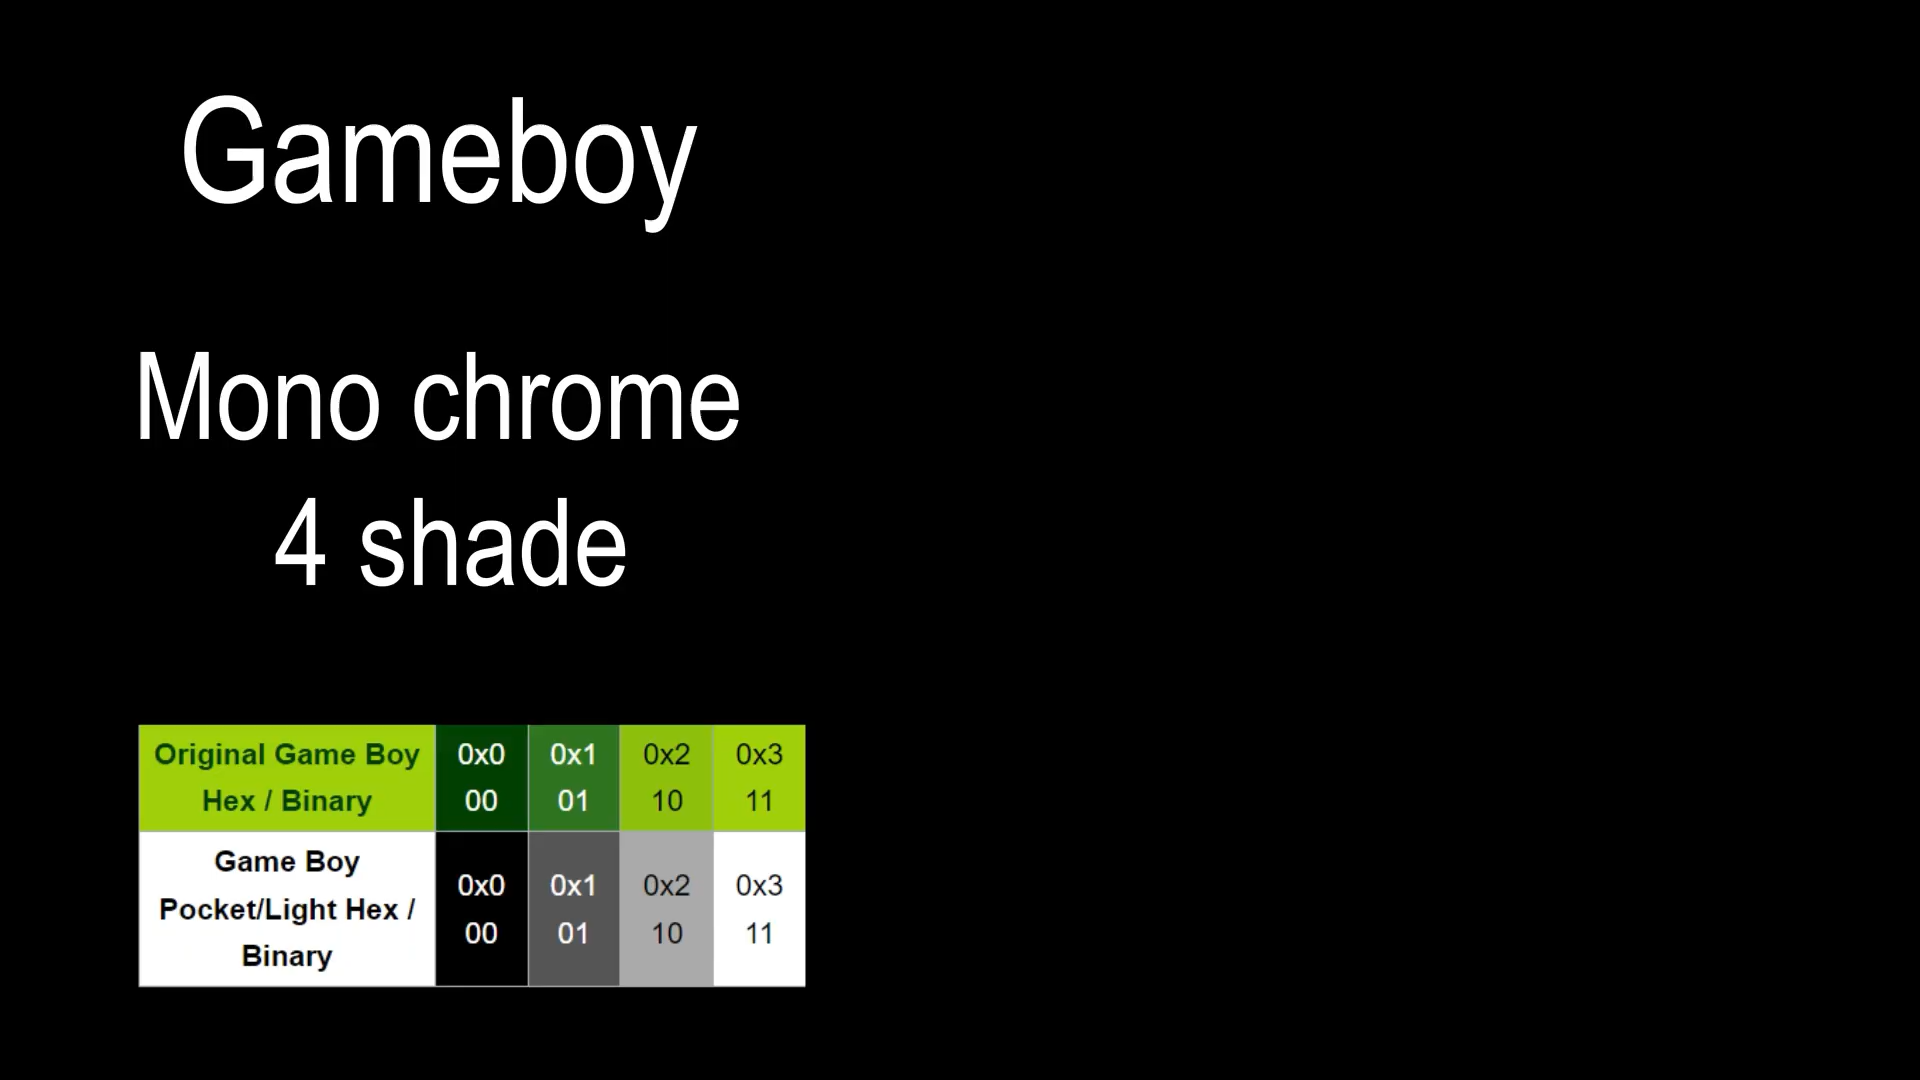 Gameboy
Mono chrome
4 shade
Original Game Boy
Hex / Binary
0x0
00
0x1
01
0x2
10
0x3
11
Game Boy
Pocket/Light Hex /
Binary
0x0
00
0x1
01
0x2
10
0x3
11